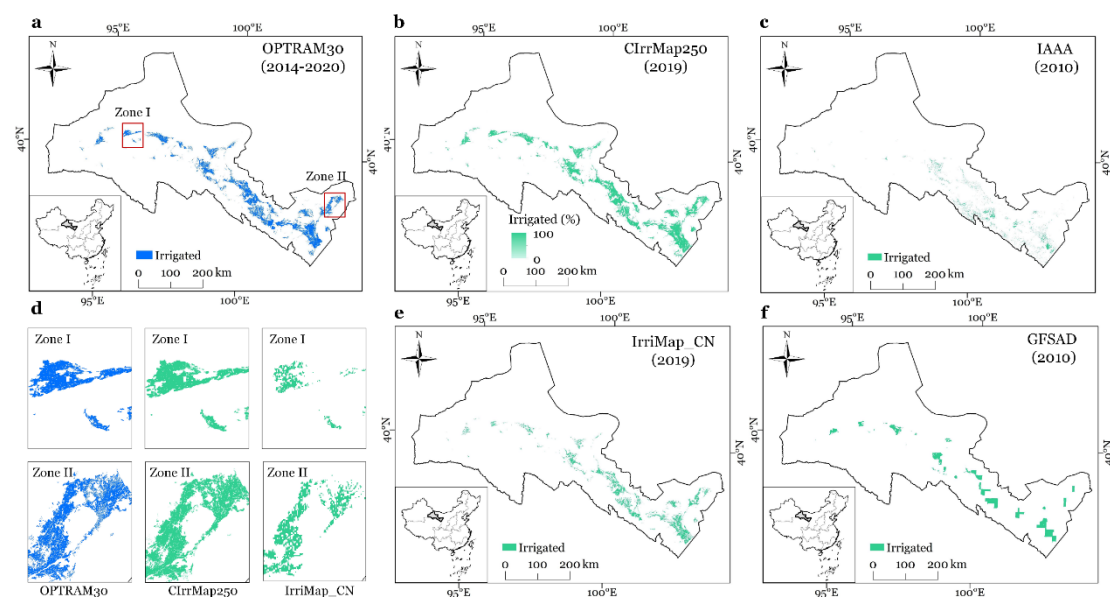 a
95°E
100°E
N
OPTRAM30
(2014-2020)
Zone I
Zone II
40°N
40°N
Irrigated
0 100 200 km
95°E
100°E
b
95°E
100°E
N
CIrrMap250
(2019)
40°N
40°N
Irrigated (%)
100
0
0 100 200 km
95°E
100°E
c
95°E
100°E
N
IAAA
(2010)
40°N
40°N
Irrigated
0 100 200 km
95°E
100°E
d
Zone I
Zone I
Zone I
Zone II
Zone II
Zone II
OPTRAM30
CIrrMap250
IrriMap_CN
e
95°E
100°E
N
IrriMap_CN
(2019)
40°N
40°N
Irrigated
0 100 200 km
95°E
100°E
f
95°E
100°E
N
GFSAD
(2010)
40°N
40°N
Irrigated
0 100 200 km
95°E
100°E